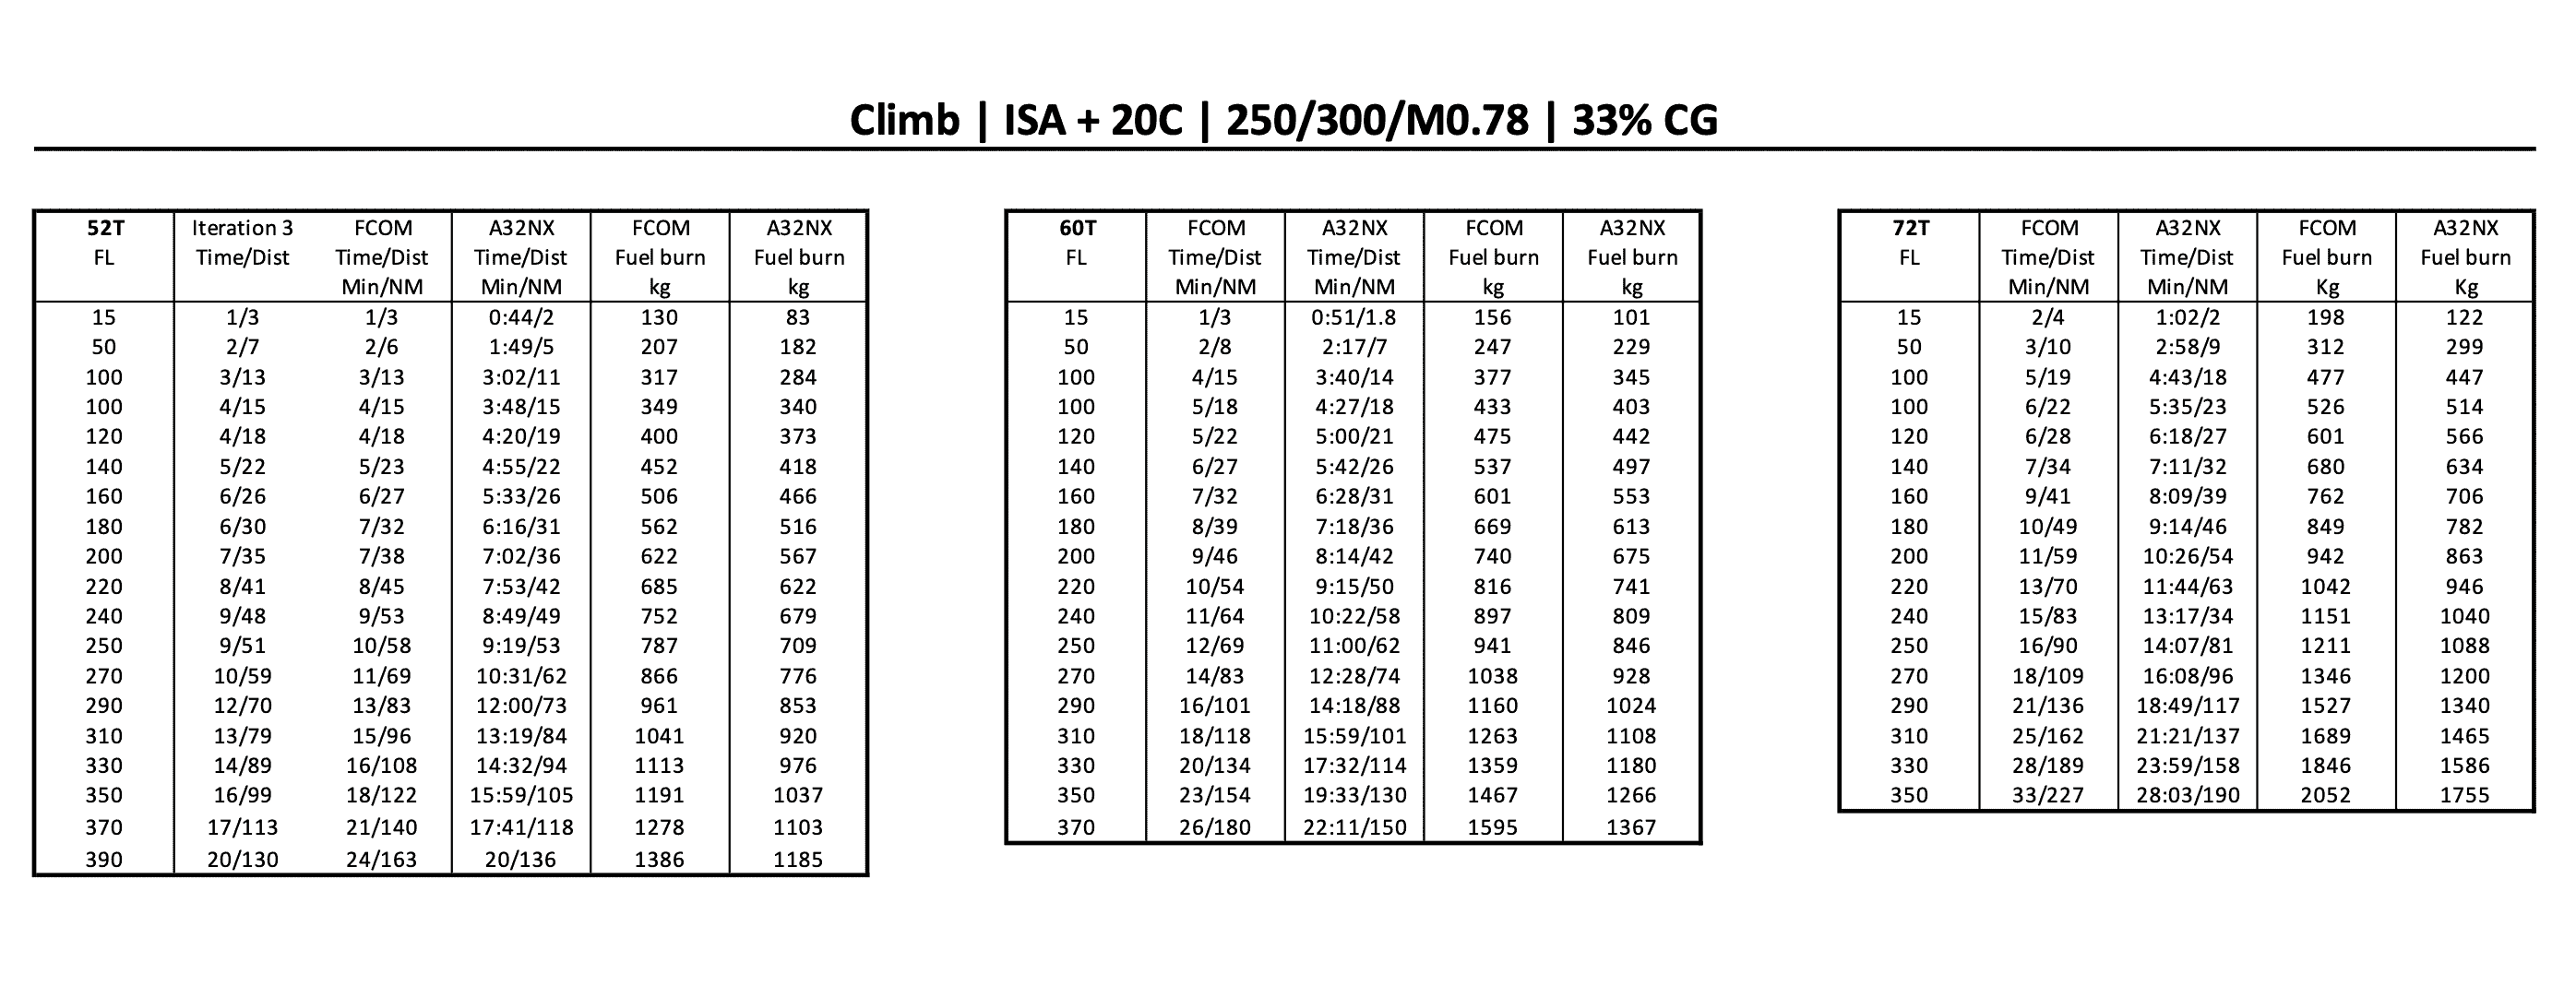 Climb | ISA + 20C | 250/300/M0.78 | 33% CG
52T Iteration 3 FCOM A32NX FCOM A32NX
FL Time/Dist Time/Dist Time/Dist Fuel burn Fuel burn
Min/NM Min/NM kg kg
15 1/3 1/3 0:44/2 130 83
50 2/7 2/6 1:49/5 207 182
100 3/13 3/13 3:02/11 317 284
100 4/15 4/15 3:48/15 349 340
120 4/18 4/18 4:20/19 400 373
140 5/22 5/23 4:55/22 452 418
160 6/26 6/27 5:33/26 506 466
180 6/30 7/32 6:16/31 562 516
200 7/35 7/38 7:02/36 622 567
220 8/41 8/45 7:53/42 685 622
240 9/48 9/53 8:49/49 752 679
250 9/51 10/58 9:19/53 787 709
270 10/59 11/69 10:31/62 866 776
290 12/70 13/83 12:00/73 961 853
310 13/79 15/96 13:19/84 1041 920
330 14/89 16/108 14:32/94 1113 976
350 16/99 18/122 15:59/105 1191 1037
370 17/113 21/140 17:41/118 1278 1103
390 20/130 24/163 20/136 1386 1185
60T FCOM A32NX FCOM A32NX
FL Time/Dist Time/Dist Fuel burn Fuel burn
Min/NM Min/NM kg kg
15 1/3 0:51/1.8 156 101
50 2/8 2:17/7 247 229
100 4/15 3:40/14 377 345
100 5/18 4:27/18 433 403
120 5/22 5:00/21 475 442
140 6/27 5:42/26 537 497
160 7/32 6:28/31 601 553
180 8/39 7:18/36 669 613
200 9/46 8:14/42 740 675
220 10/54 9:15/50 816 741
240 11/64 10:22/58 897 809
250 12/69 11:00/62 941 846
270 14/83 12:28/74 1038 928
290 16/101 14:18/88 1160 1024
310 18/118 15:59/101 1263 1108
330 20/134 17:32/114 1359 1180
350 23/154 19:33/130 1467 1266
370 26/180 22:11/150 1595 1367
72T FCOM A32NX FCOM A32NX
FL Time/Dist Time/Dist Fuel burn Fuel burn
Min/NM Min/NM Kg Kg
15 2/4 1:02/2 198 122
50 3/10 2:58/9 312 299
100 5/19 4:43/18 477 447
100 6/22 5:35/23 526 514
120 6/28 6:18/27 601 566
140 7/34 7:11/32 680 634
160 9/41 8:09/39 762 706
180 10/49 9:14/46 849 782
200 11/59 10:26/54 942 863
220 13/70 11:44/63 1042 946
240 15/83 13:17/34 1151 1040
250 16/90 14:07/81 1211 1088
270 18/109 16:08/96 1346 1200
290 21/136 18:49/117 1527 1340
310 25/162 21:21/137 1689 1465
330 28/189 23:59/158 1846 1586
350 33/227 28:03/190 2052 1755